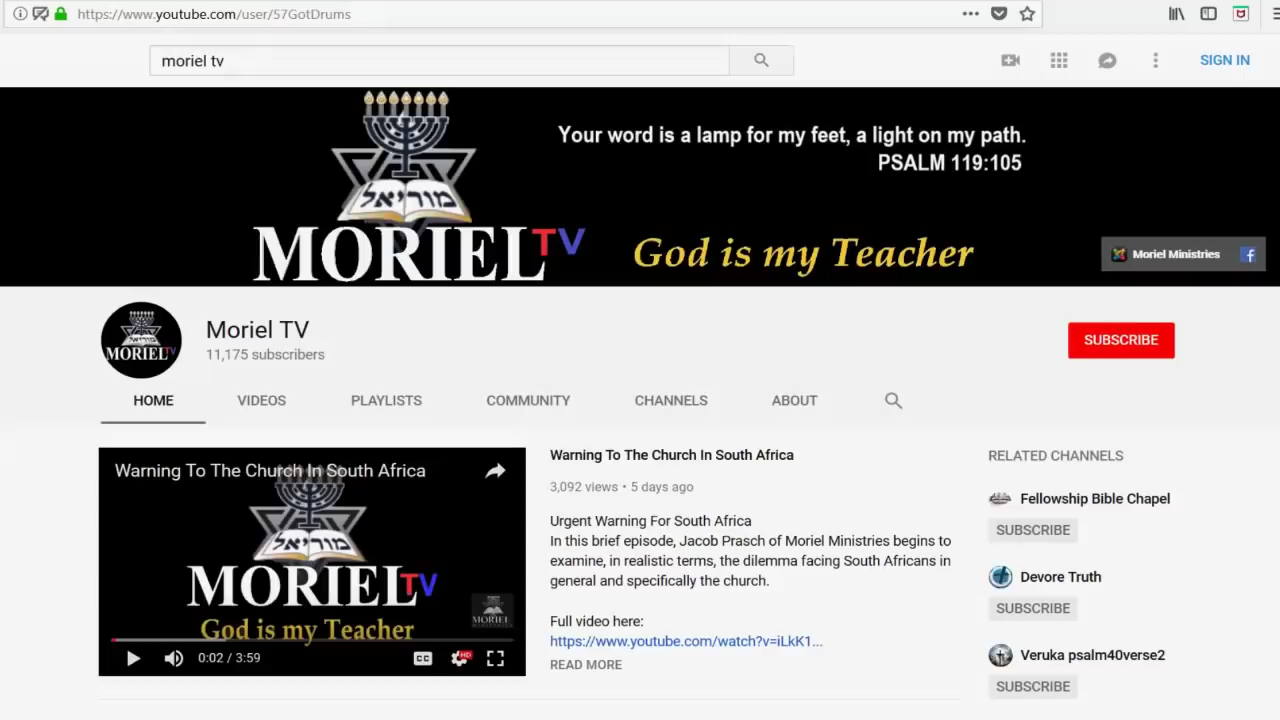 https://www.youtube.com/user/57GotDrums
moriel tv
SIGN IN
Your word is a lamp for my feet, a light on my path.
PSALM 119:105
מוריאל
MORIELTV
God is my Teacher
Moriel Ministries
מוריאל
MORIELTV
Moriel TV
11,175 subscribers
SUBSCRIBE
HOME VIDEOS PLAYLISTS COMMUNITY CHANNELS ABOUT
Warning To The Church In South Africa
מוריאל
MORIELTV
God is my Teacher
MORIEL
0:02 / 3:59
CC
HD
Warning To The Church In South Africa
3,092 views • 5 days ago
Urgent Warning For South Africa
In this brief episode, Jacob Prasch of Moriel Ministries begins to
examine, in realistic terms, the dilemma facing South Africans in
general and specifically the church.
Full video here:
https://www.youtube.com/watch?v=iLkK1...
READ MORE
RELATED CHANNELS
Fellowship Bible Chapel
SUBSCRIBE
Devore Truth
SUBSCRIBE
Veruka psalm40verse2
SUBSCRIBE